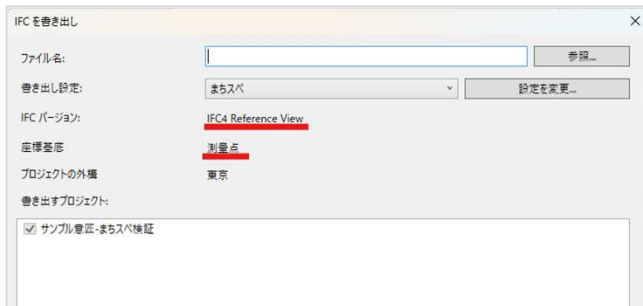 IFC を書き出し
ファイル名:
参照...
書き出し設定:
まちスペ
設定を変更...
IFC バージョン:
IFC4 Reference View
座標基底
測量点
プロジェクトの外構
東京
書き出すプロジェクト:
サンプル意匠-まちスペ検証